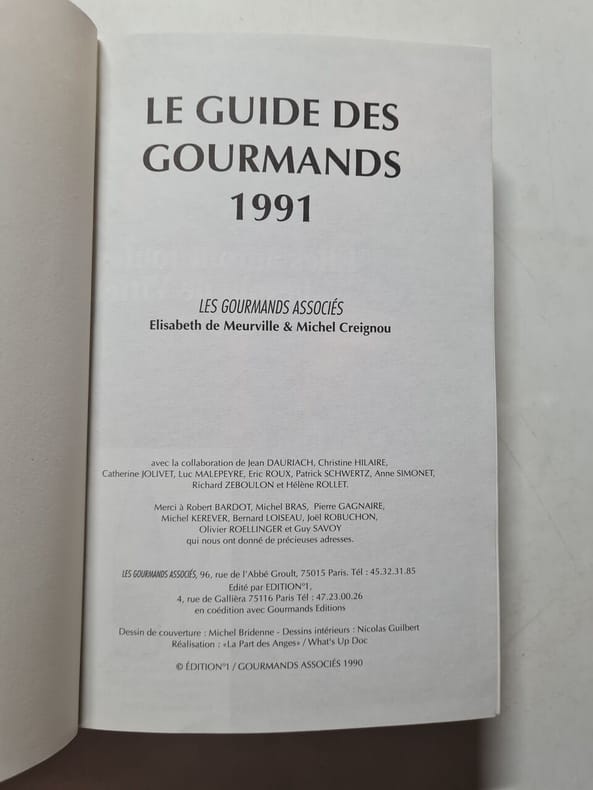 LE GUIDE DES
GOURMANDS
1991
LES GOURMANDS ASSOCIÉS
Elisabeth de Meurville & Michel Creignou
avec la collaboration de Jean DAURIACH, Christine HILAIRE,
Catherine JOLIVET, Luc MALEPEYRE, Eric ROUX, Patrick SCHWERTZ, Anne SIMONET,
Richard ZEBOULON et Hélène ROLLET.
Merci à Robert BARDOT, Michel BRAS, Pierre GAGNAIRE,
Michel KEREVER, Bernard LOISEAU, Joël ROBUCHON,
Olivier ROELLINGER et Guy SAVOY
qui nous ont donné de précieuses adresses.
LES GOURMANDS ASSOCIÉS, 96, rue de l'Abbé Groult, 75015 Paris. Tél : 45.32.31.85
Edité par EDITION°1,
4, rue de Galliéra 75116 Paris Tél : 47.23.00.26
en coédition avec Gourmands Editions
Dessin de couverture : Michel Bridenne - Dessins intérieurs : Nicolas Guilbert
Réalisation : «La Part des Anges» / What's Up Doc
© ÉDITION°1 / GOURMANDS ASSOCIÉS 1990